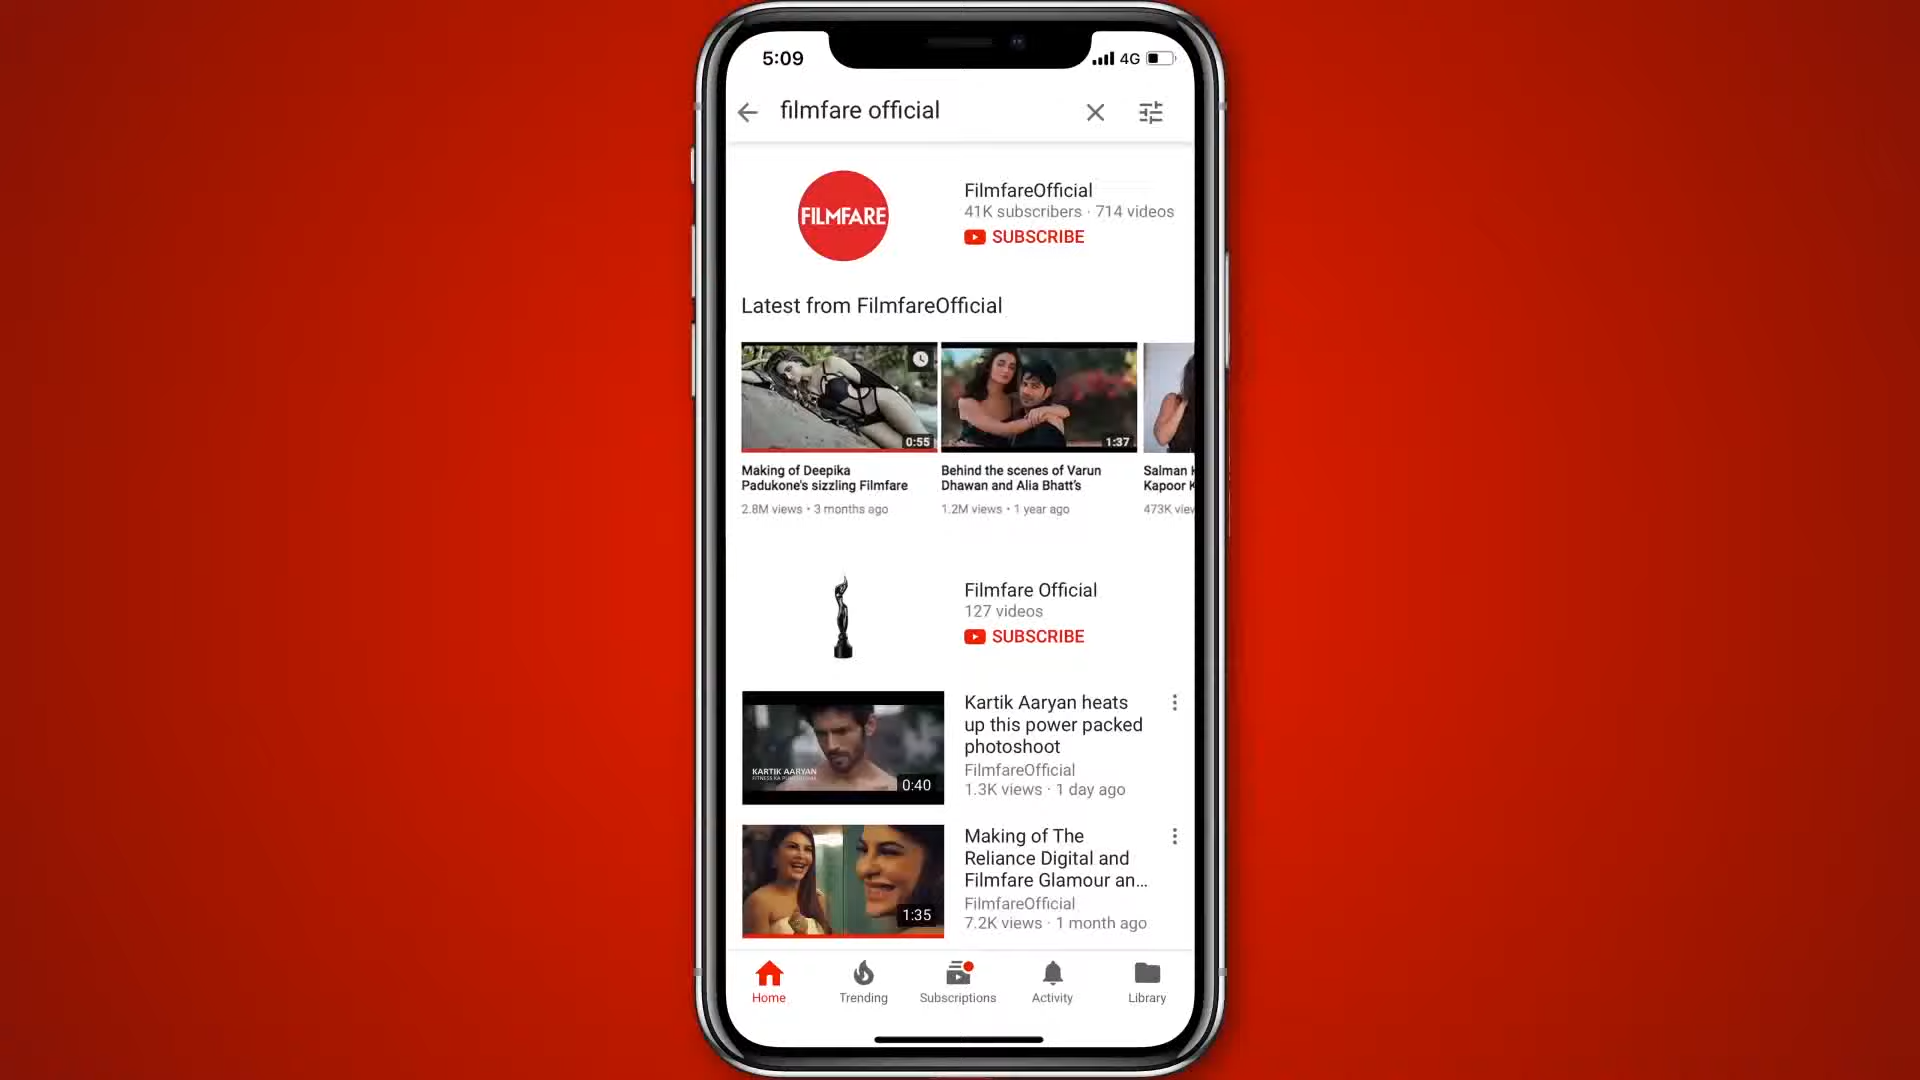 5:09
4G
filmfare official
FILMFARE
FilmfareOfficial
41K subscribers · 714 videos
SUBSCRIBE
Latest from FilmfareOfficial
0:55
1:37
Making of Deepika
Padukone's sizzling Filmfare
2.8M views • 3 months ago
Behind the scenes of Varun
Dhawan and Alia Bhatt's
1.2M views • 1 year ago
Salman
Kapoor
473K
Filmfare Official
127 videos
SUBSCRIBE
KARTIK AARYAN
0:40
Kartik Aaryan heats
up this power packed
photoshoot
FilmfareOfficial
1.3K views · 1 day ago
1:35
Making of The
Reliance Digital and
Filmfare Glamour an...
FilmfareOfficial
7.2K views · 1 month ago
Home
Trending
Subscriptions
Activity
Library